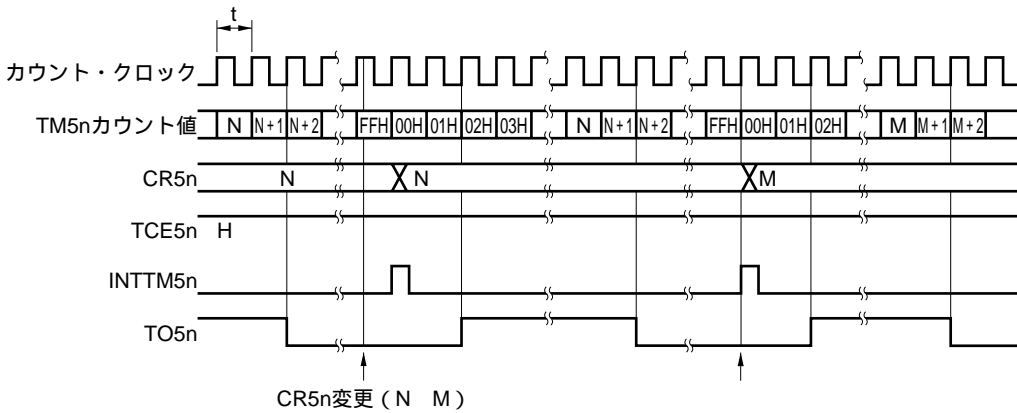 t
カウント・クロック
TM5nカウント値 N N+1 N+2 FFH 00H 01H 02H 03H N N+1 N+2 FFH 00H 01H 02H M M+1 M+2
CR5n N N M
TCE5n H
INTTM5n
TO5n
CR5n変更(N M)